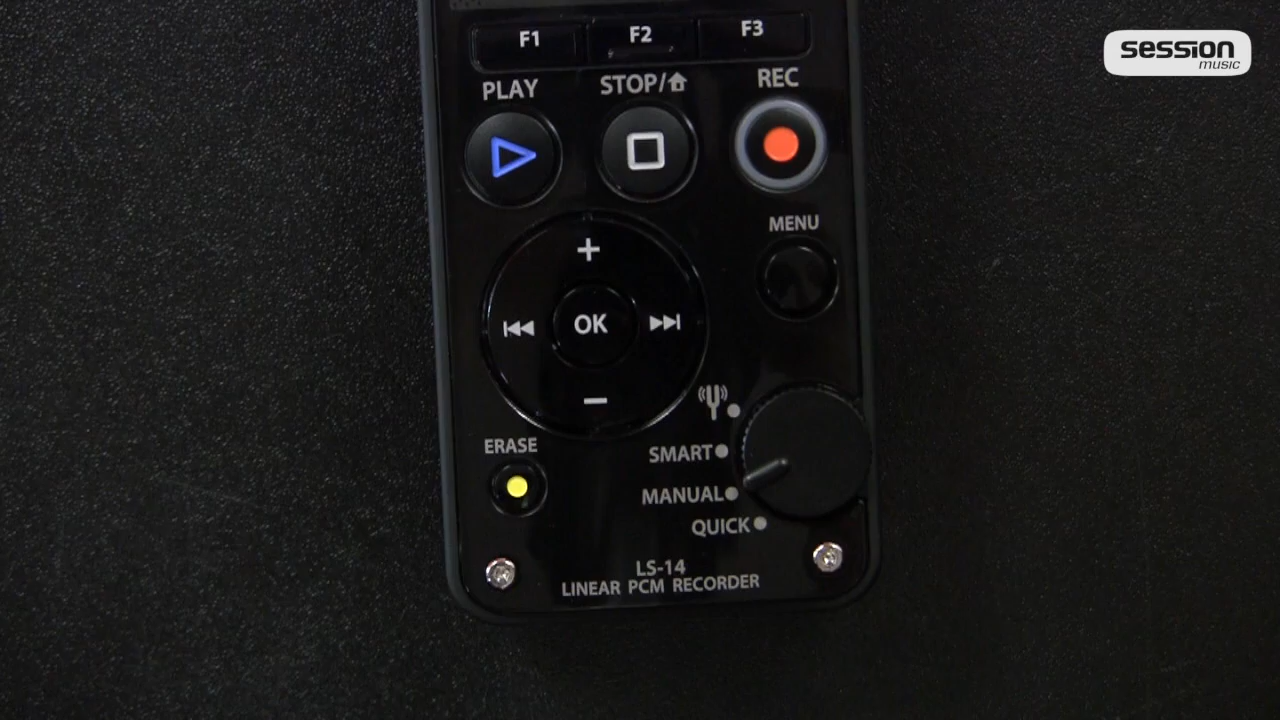 F1 F2 F3
session
music
PLAY STOP/ REC
MENU
+
OK
−
ERASE
SMART
MANUAL
QUICK
LS-14
LINEAR PCM RECORDER